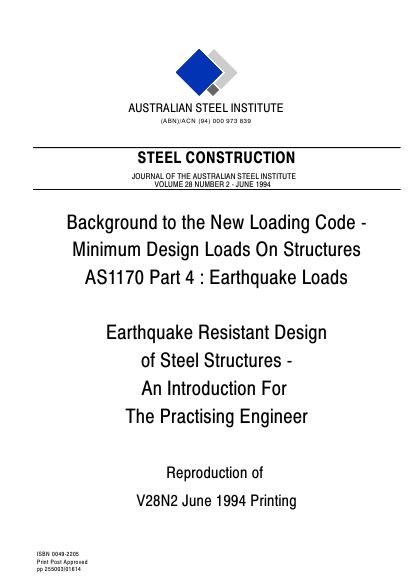 AUSTRALIAN STEEL INSTITUTE
(ABN)/ACN (94) 000 973 839
STEEL CONSTRUCTION
JOURNAL OF THE AUSTRALIAN STEEL INSTITUTE
VOLUME 28 NUMBER 2 - JUNE 1994
Background to the New Loading Code -
Minimum Design Loads On Structures
AS1170 Part 4 : Earthquake Loads
Earthquake Resistant Design
of Steel Structures -
An Introduction For
The Practising Engineer
Reproduction of
V28N2 June 1994 Printing
ISBN 0049-2205
Print Post Approved
pp 255003/01614